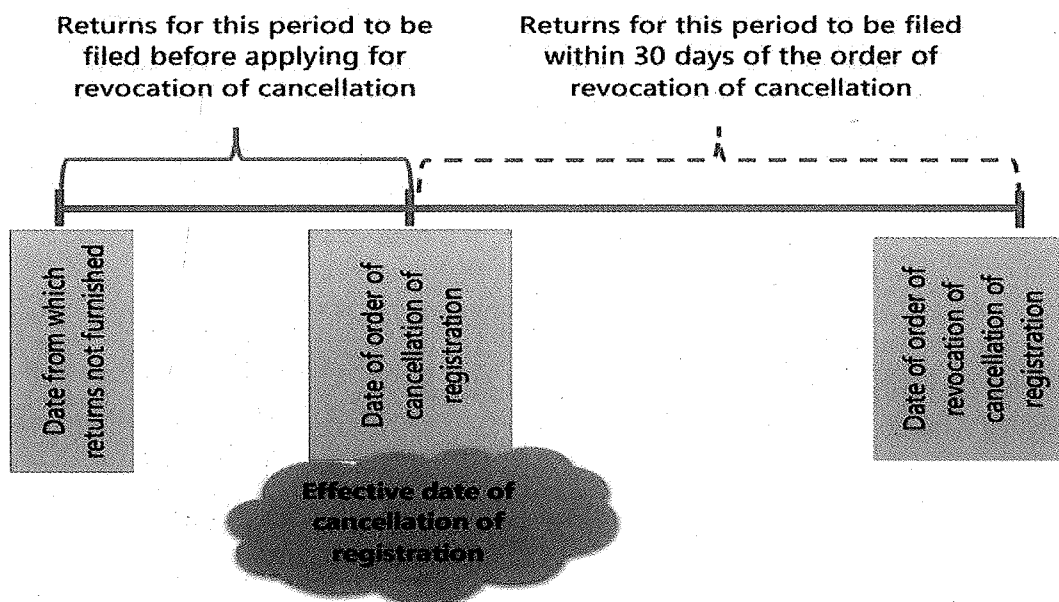 Returns for this period to be
filed before applying for
revocation of cancellation
Returns for this period to be filed
within 30 days of the order of
revocation of cancellation
Date from which
returns not furnished
Date of order of
cancellation of
registration
Date of order of
revocation of
cancellation of
registration
Effective date of
cancellation of
registration